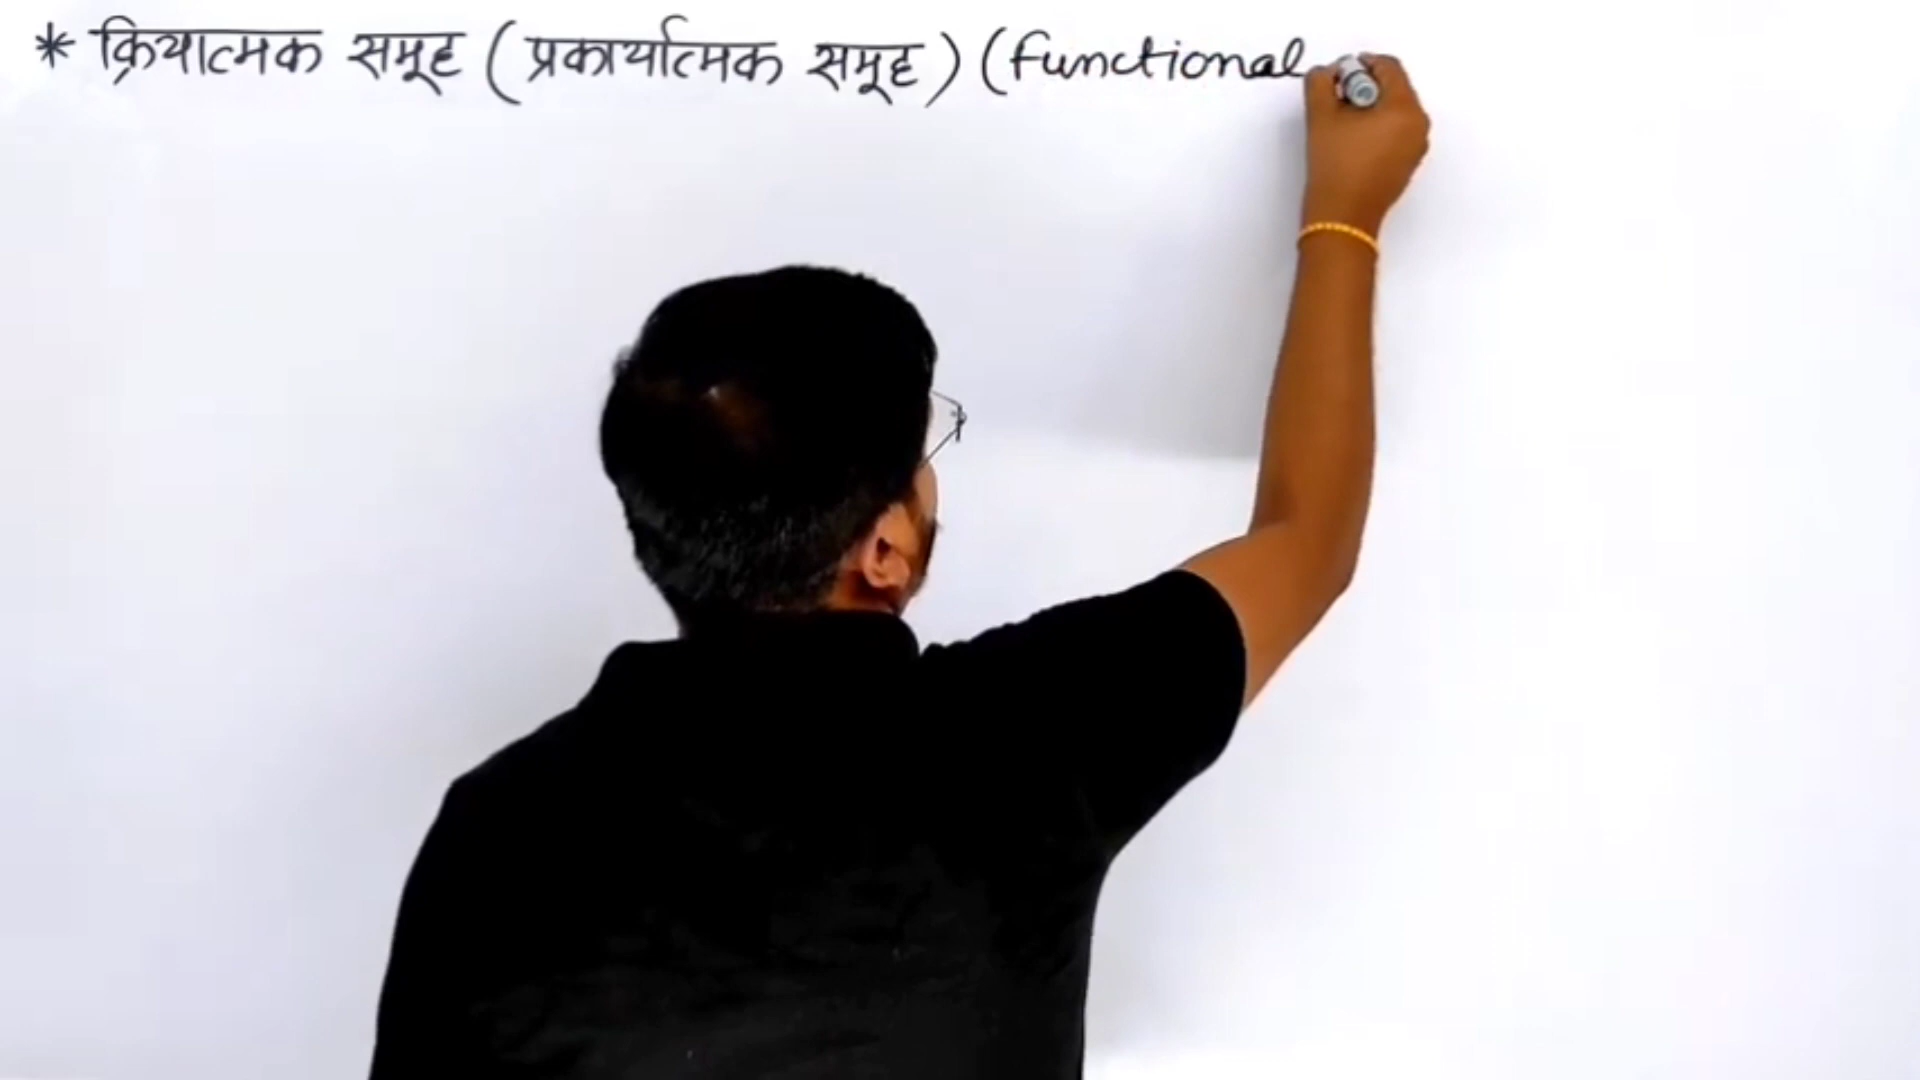 * क्रियात्मक समूह ( प्रकार्यात्मक समूह ) (functional